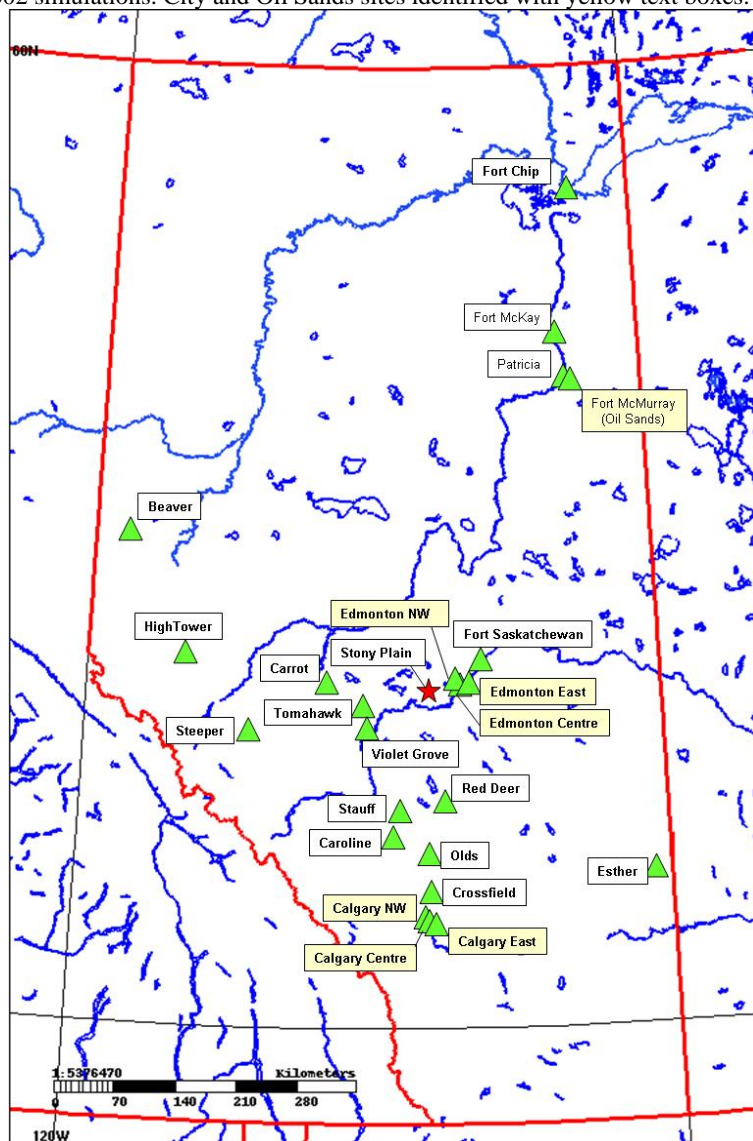 002 simulations. City and Oil Sands sites identified with yellow text boxes.
60N
Fort Chip
Fort McKay
Patricia
Fort McMurray
(Oil Sands)
Beaver
Edmonton NW
HighTower
Fort Saskatchewan
Stony Plain
Carrot
Edmonton East
Tomahawk
Edmonton Centre
Steeper
Violet Grove
Red Deer
Stauff
Caroline
Olds
Esther
Crossfield
Calgary NW
Calgary East
Calgary Centre
1:5376470 Kilometers
0 70 140 210 280
120W